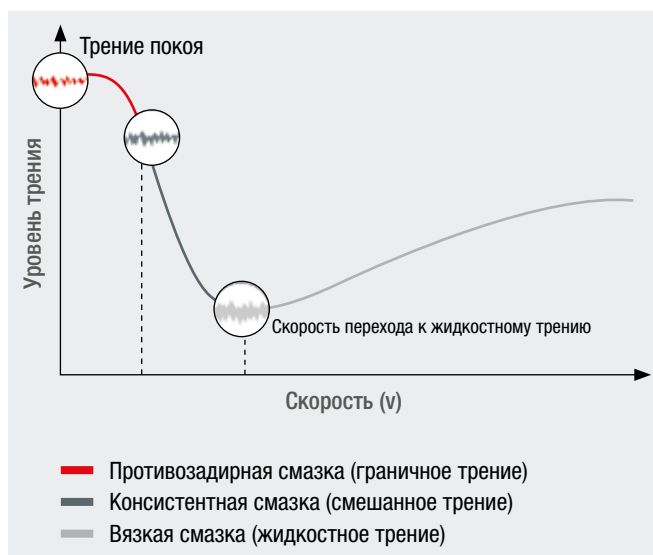 Трение покоя
Уровень трения
Скорость перехода к жидкостному трению
Скорость (v)
Противозадирная смазка (граничное трение)
Консистентная смазка (смешанное трение)
Вязкая смазка (жидкостное трение)